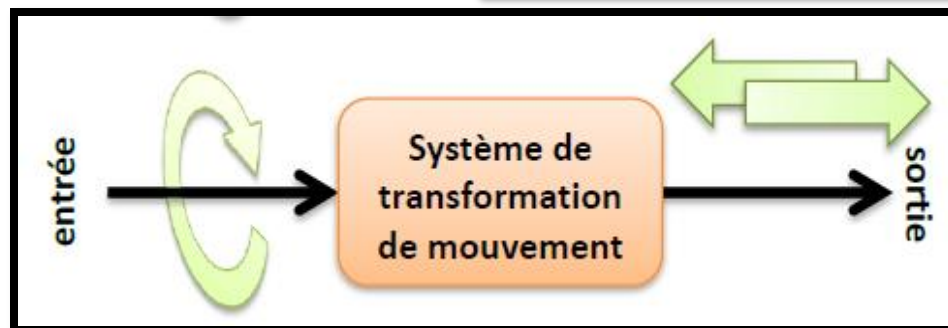 entrée
Système de
transformation
de mouvement
sortie